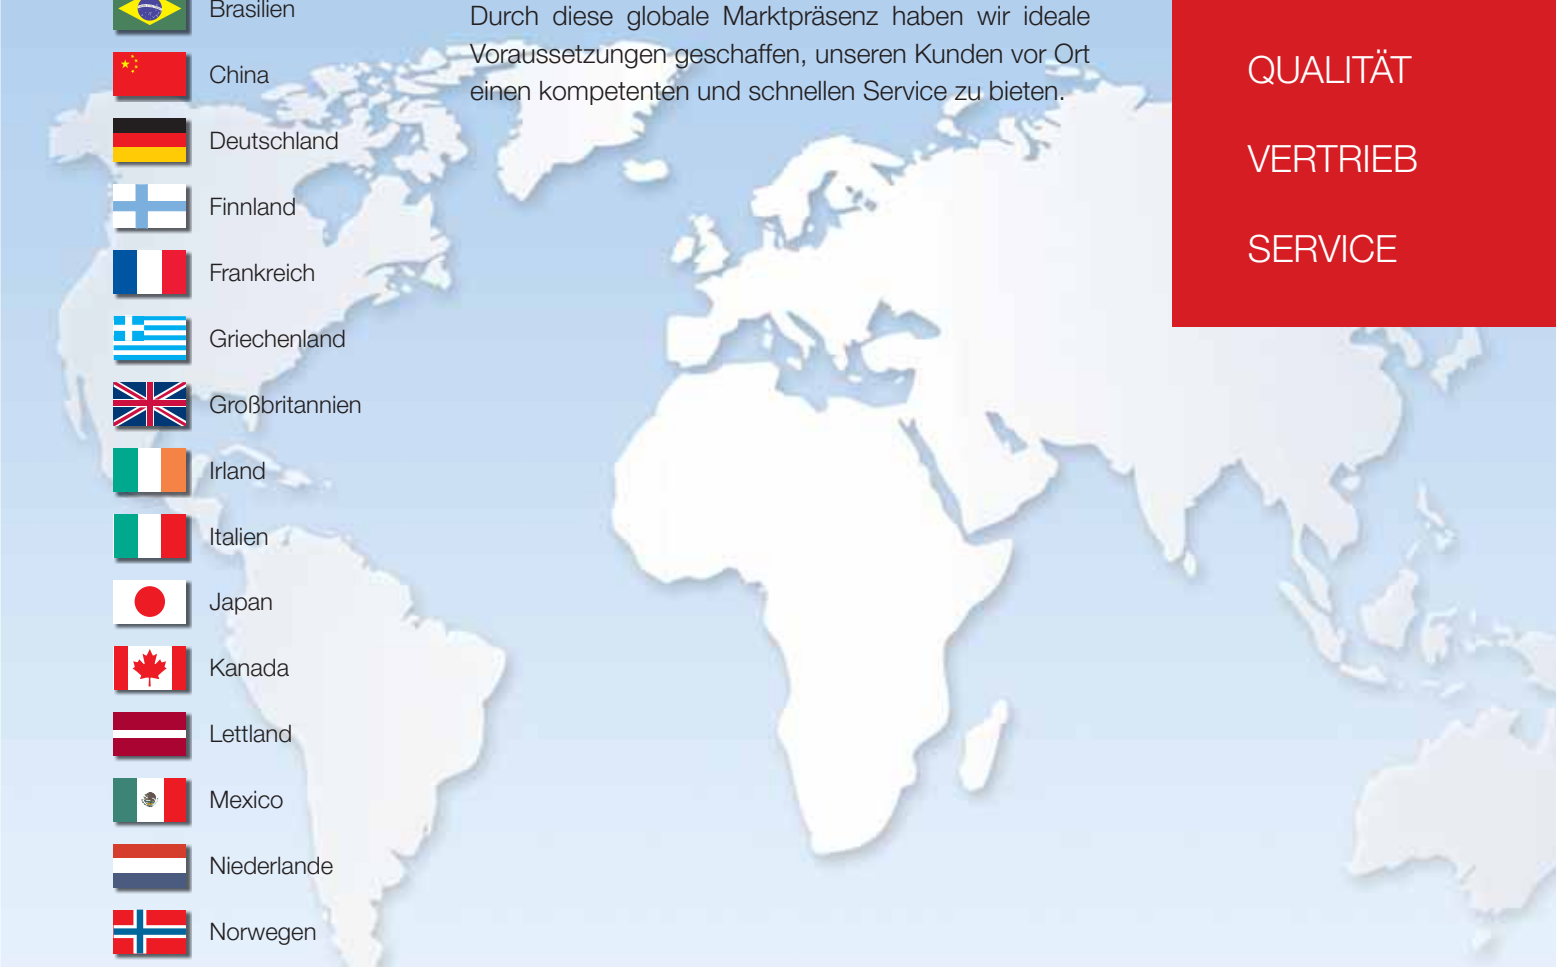 Brasilien
China
Deutschland
Finnland
Frankreich
Griechenland
Großbritannien
Irland
Italien
Japan
Kanada
Lettland
Mexico
Niederlande
Norwegen
Durch diese globale Marktpräsenz haben wir ideale
Voraussetzungen geschaffen, unseren Kunden vor Ort
einen kompetenten und schnellen Service zu bieten.
QUALITÄT
VERTRIEB
SERVICE